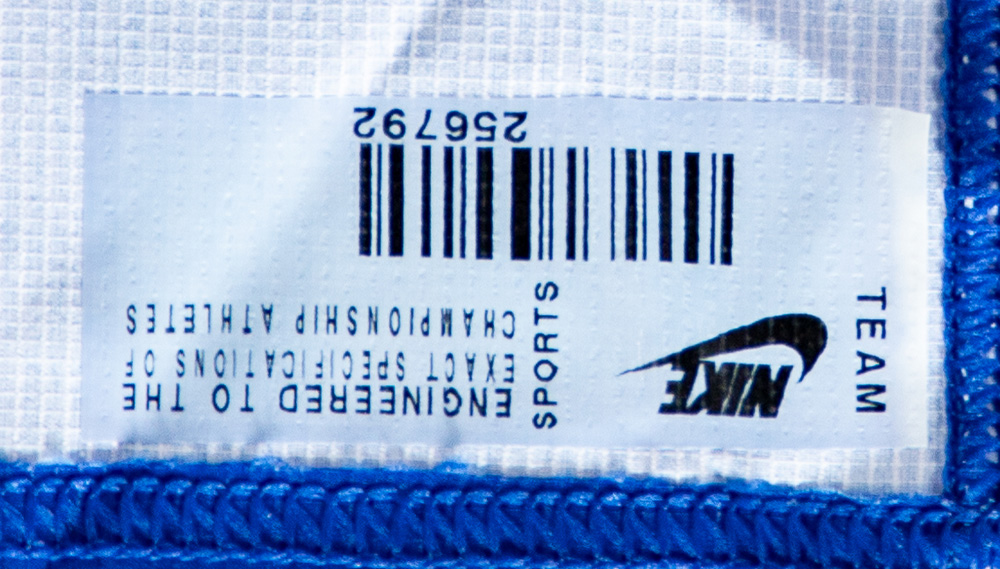 TEAM
NIKE
SPORTS
ENGINEERED TO THE
EXACT SPECIFICATIONS OF
CHAMPIONSHIP ATHLETES
256792